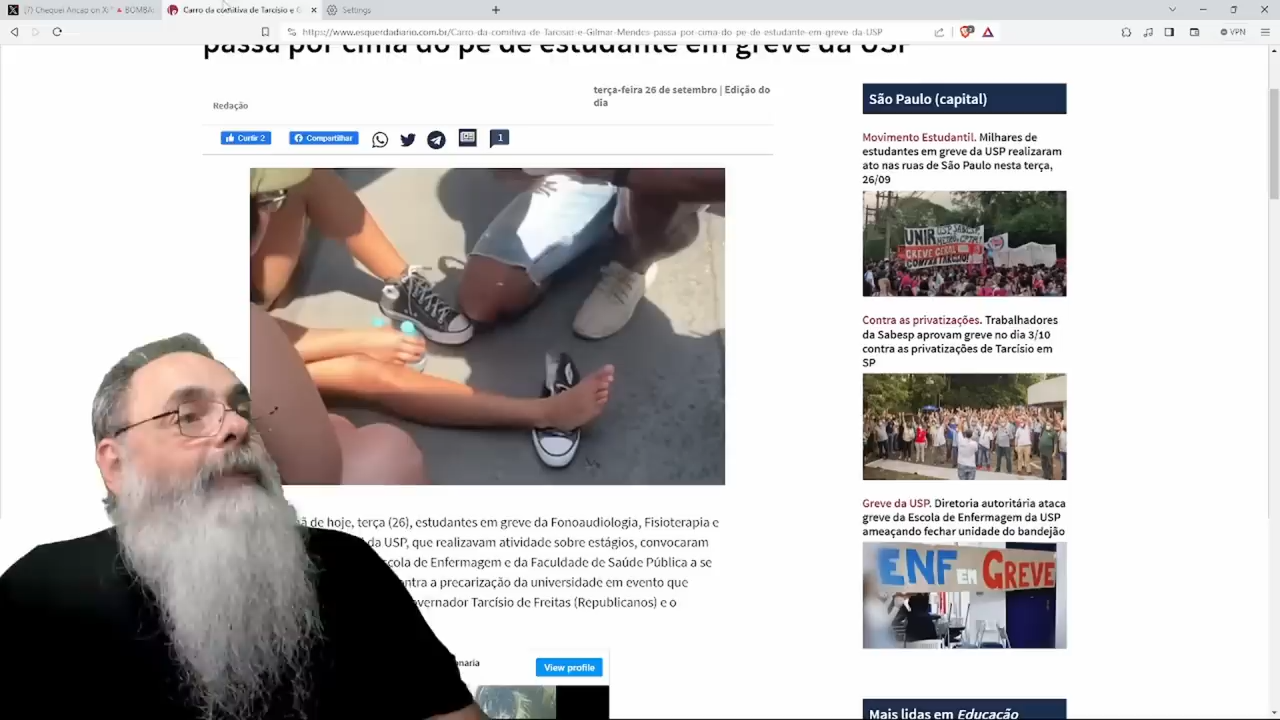 Chequei Ancap on X: 🔺 BOMBA:
Carro da comitiva de Tarcísio e G
Settings
https://www.esquerdadiario.com.br/Carro-da-comitiva-de-Tarcisio-e-Gilmar-Mendes-passa-por-cima-do-pe-de-estudante-em-greve-da-USP
VPN
passa por cima do pé de estudante em greve da USP
Redação
terça-feira 26 de setembro | Edição do
dia
Curtir 2
Compartilhar
1
ã de hoje, terça (26), estudantes em greve da Fonoaudiologia, Fisioterapia e
da USP, que realizavam atividade sobre estágios, convocaram
cola de Enfermagem e da Faculdade de Saúde Pública a se
ntra a precarização da universidade em evento que
vernador Tarcísio de Freitas (Republicanos) e o
onaria
View profile
São Paulo (capital)
Movimento Estudantil. Milhares de
estudantes em greve da USP realizaram
ato nas ruas de São Paulo nesta terça,
26/09
UNIR
GREVE GERAL
CONTRA TARCÍSIO!
Contra as privatizações. Trabalhadores
da Sabesp aprovam greve no dia 3/10
contra as privatizações de Tarcísio em
SP
Greve da USP. Diretoria autoritária ataca
greve da Escola de Enfermagem da USP
ameaçando fechar unidade do bandejão
ENF EM GREVE
Mais lidas em Educação